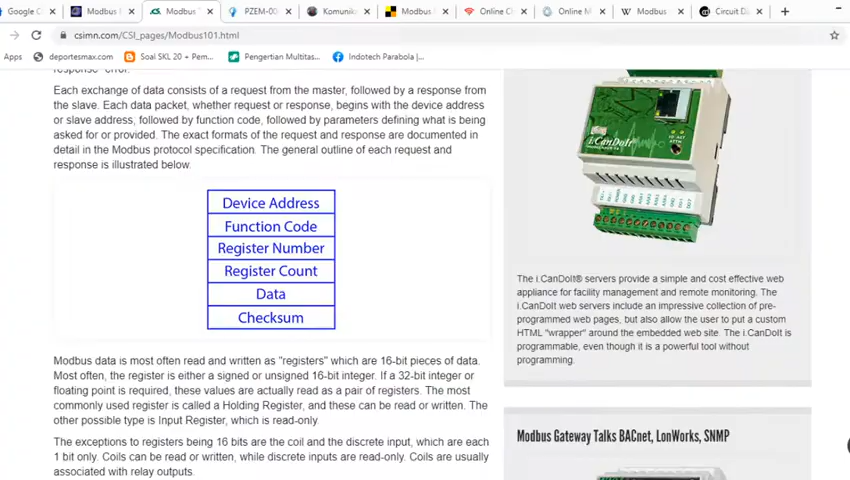 Google C
Modbus
Modbus T
PZEM-00
Komunik
Modbus
Online C
Online M
Modbus
Circuit D
csimn.com/CSI_pages/Modbus101.html
Apps
deportesmax.com
Soal SKL 20 + Pem...
Pengertian Multitas...
Indotech Parabola |...
response "error."
Each exchange of data consists of a request from the master, followed by a response from
the slave. Each data packet, whether request or response, begins with the device address
or slave address, followed by function code, followed by parameters defining what is being
asked for or provided. The exact formats of the request and response are documented in
detail in the Modbus protocol specification. The general outline of each request and
response is illustrated below.
Device Address
Function Code
Register Number
Register Count
Data
Checksum
Modbus data is most often read and written as "registers" which are 16-bit pieces of data.
Most often, the register is either a signed or unsigned 16-bit integer. If a 32-bit integer or
floating point is required, these values are actually read as a pair of registers. The most
commonly used register is called a Holding Register, and these can be read or written. The
other possible type is Input Register, which is read-only.
The exceptions to registers being 16 bits are the coil and the discrete input, which are each
1 bit only. Coils can be read or written, while discrete inputs are read-only. Coils are usually
associated with relay outputs.
i.CanDoIt
The i.CanDoIt® servers provide a simple and cost effective web
appliance for facility management and remote monitoring. The
i.CanDoIt web servers include an impressive collection of pre-
programmed web pages, but also allow the user to put a custom
HTML "wrapper" around the embedded web site. The i.CanDoIt is
programmable, even though it is a powerful tool without
programming.
Modbus Gateway Talks BACnet, LonWorks, SNMP